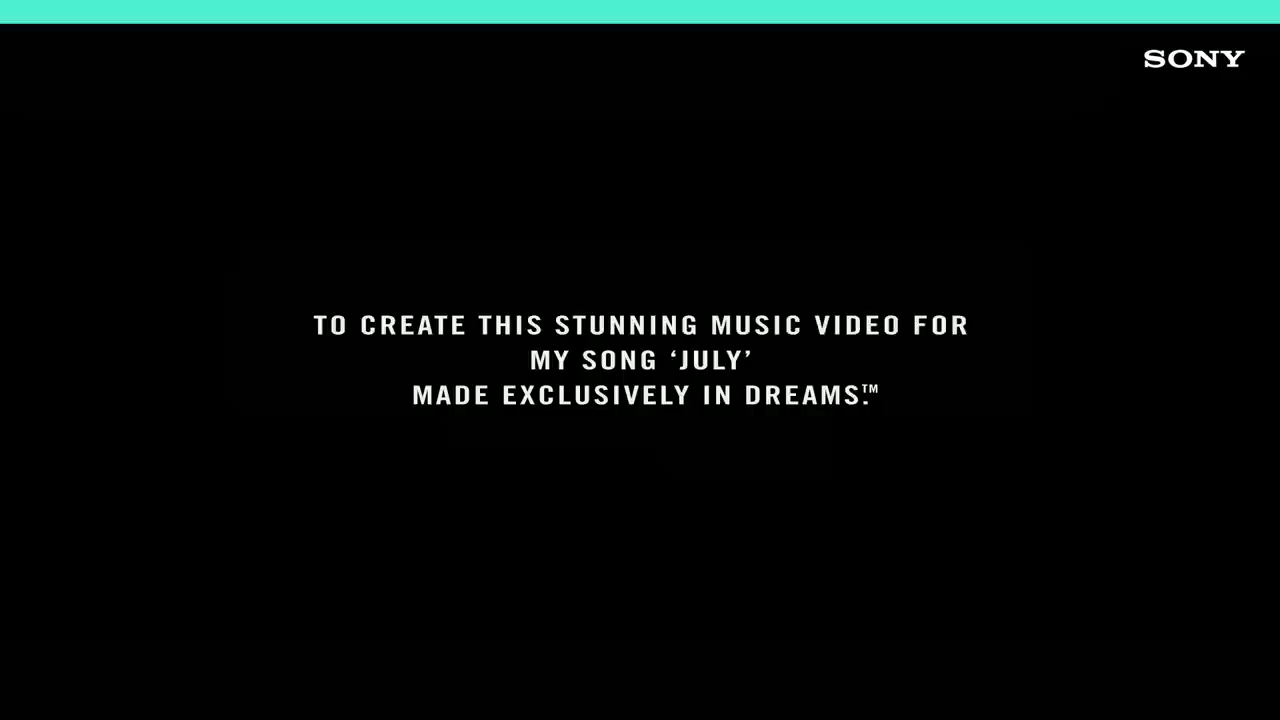 SONY
TO CREATE THIS STUNNING MUSIC VIDEO FOR
MY SONG ‘JULY’
MADE EXCLUSIVELY IN DREAMS.™